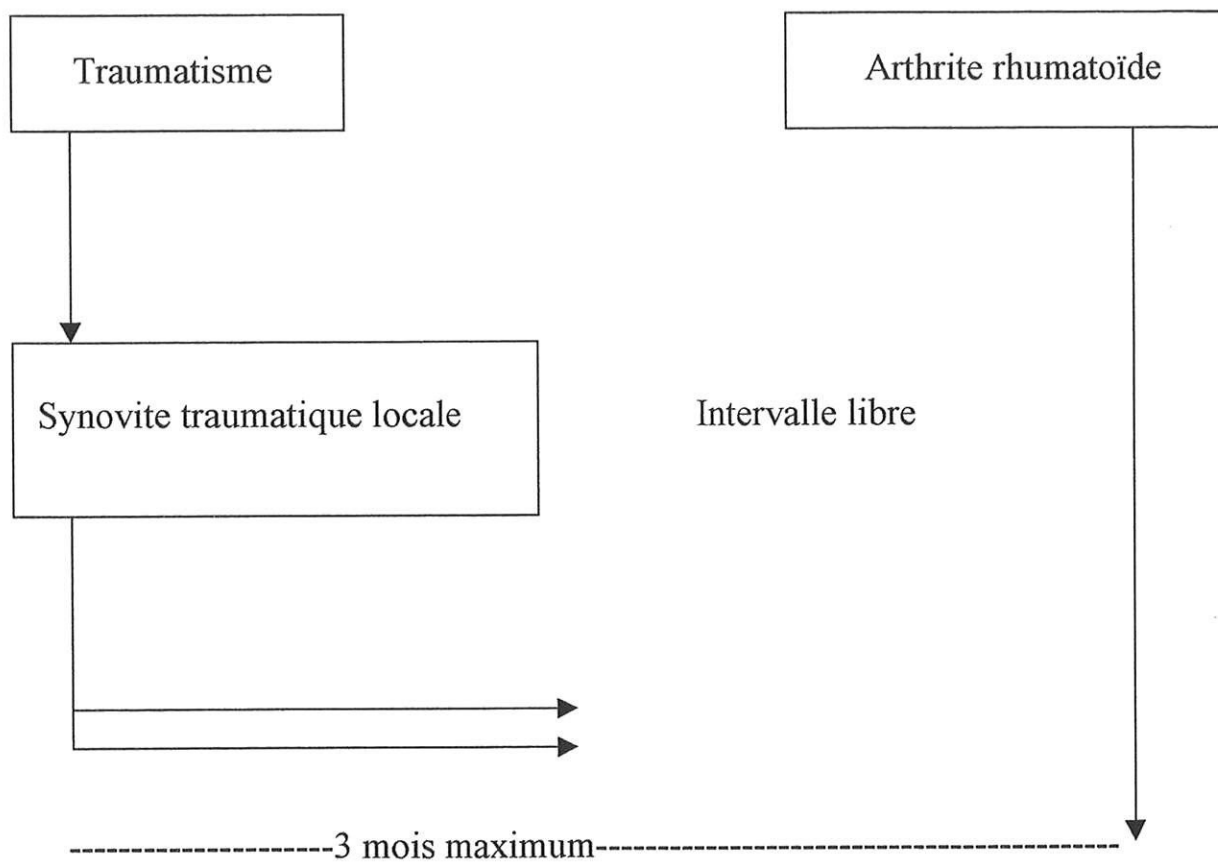 Traumatisme
Arthrite rhumatoïde
Synovite traumatique locale
Intervalle libre
3 mois maximum